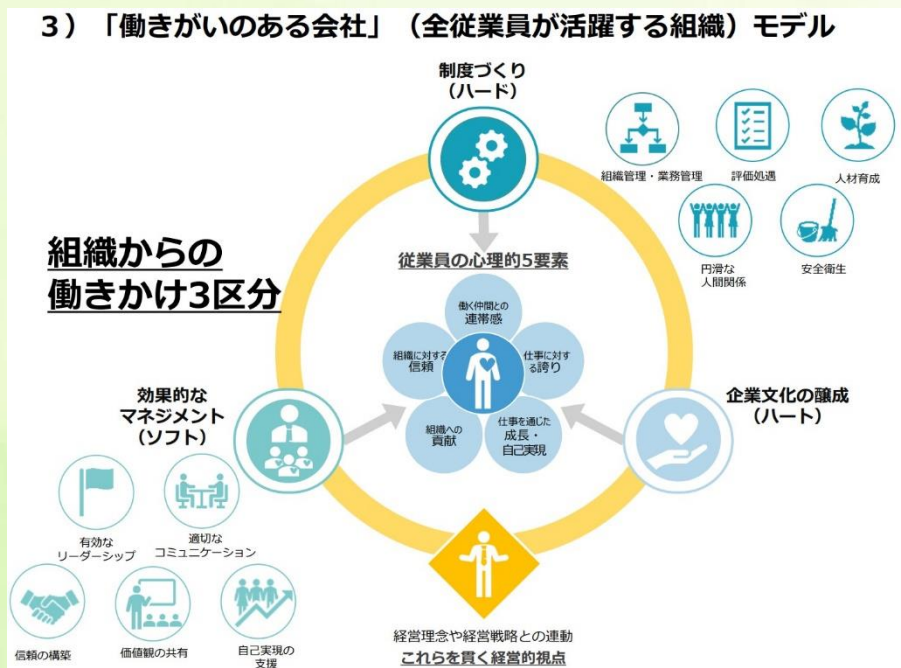 ３）「働きがいのある会社」（全従業員が活躍する組織）モデル
制度づくり
（ハード）
組織管理・業務管理
評価処遇
人材育成
円滑な
人間関係
安全衛生
組織からの
働きかけ3区分
従業員の心理的5要素
働く仲間との
連帯感
組織に対する
信頼
仕事に対す
る誇り
組織への
貢献
仕事を通じた
成長・
自己実現
効果的な
マネジメント
（ソフト）
企業文化の醸成
（ハート）
有効な
リーダーシップ
適切な
コミュニケーション
信頼の構築
価値観の共有
自己実現の
支援
経営理念や経営戦略との連動
これらを貫く経営的視点